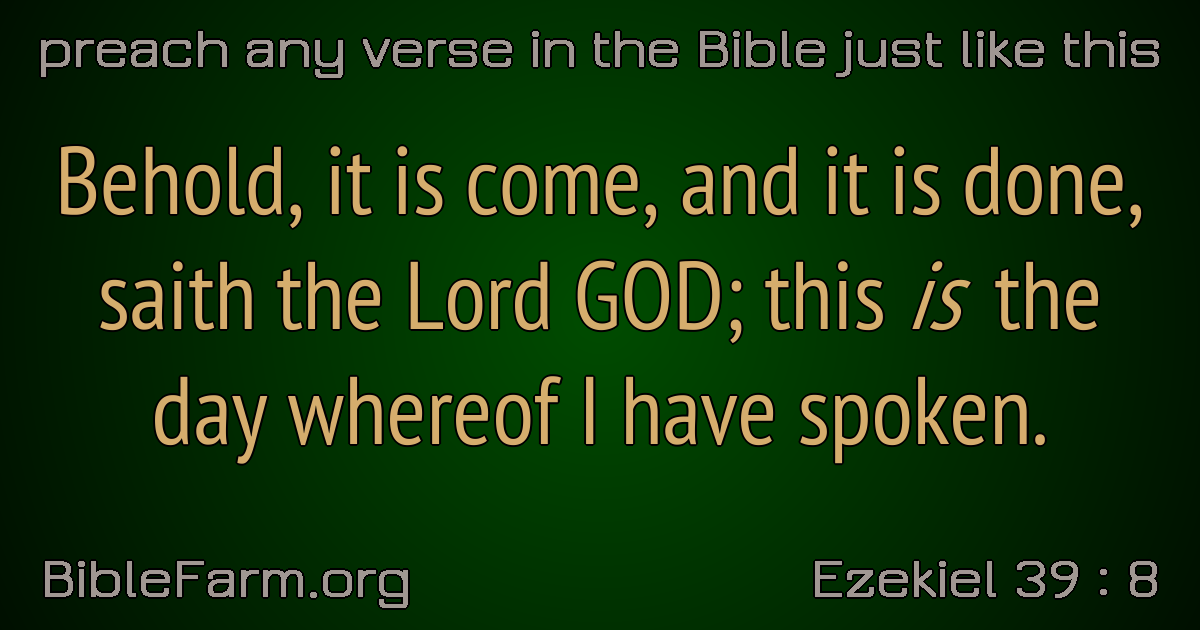 preach any verse in the Bible just like this
Behold, it is come, and it is done,
saith the Lord GOD; this is the
day whereof I have spoken.
BibleFarm.org
Ezekiel 39 : 8